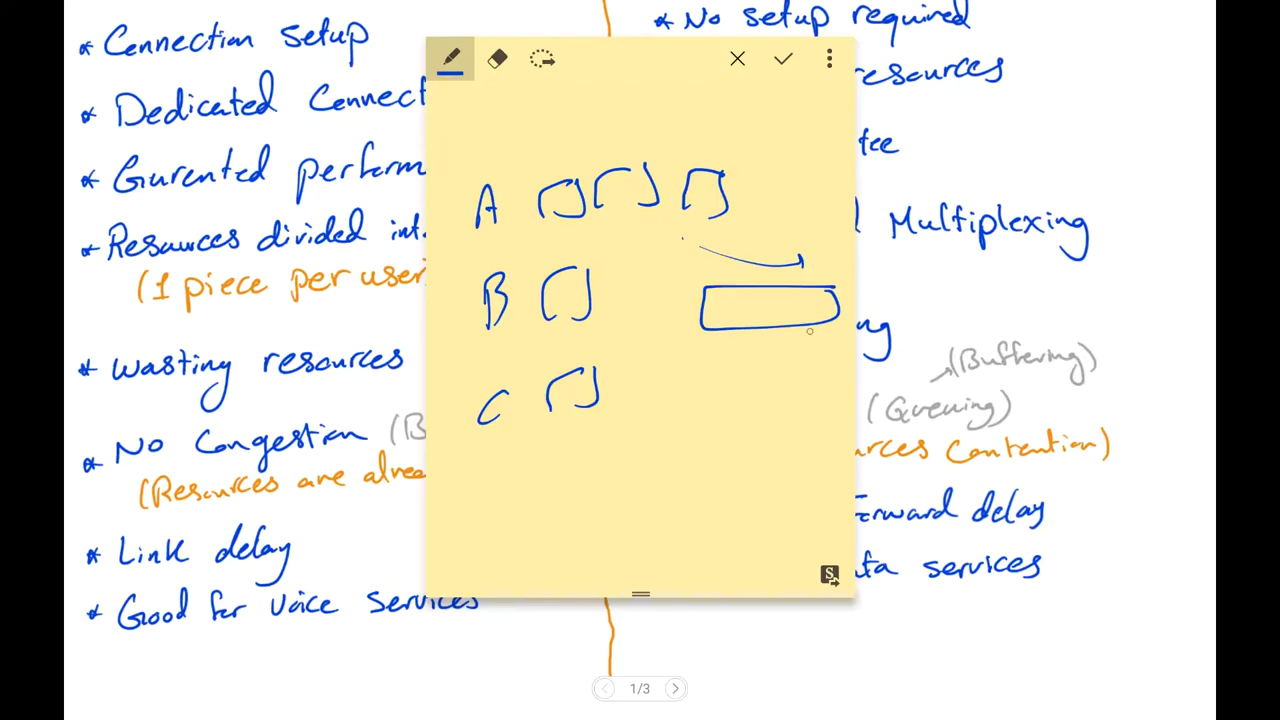 * Connection setup
* Dedicated Connect
* Gurented perform
* Resources divided int
(1 piece per user
* Wasting resources
* No Congestion (B
(Resources are alrea
* Link delay
* Good for Voice services
A
B
C
* No setup required
resources
tee
Multiplexing
ng
(Buffering)
(Queuing)
urces Contention)
forward delay
ata services
1/3